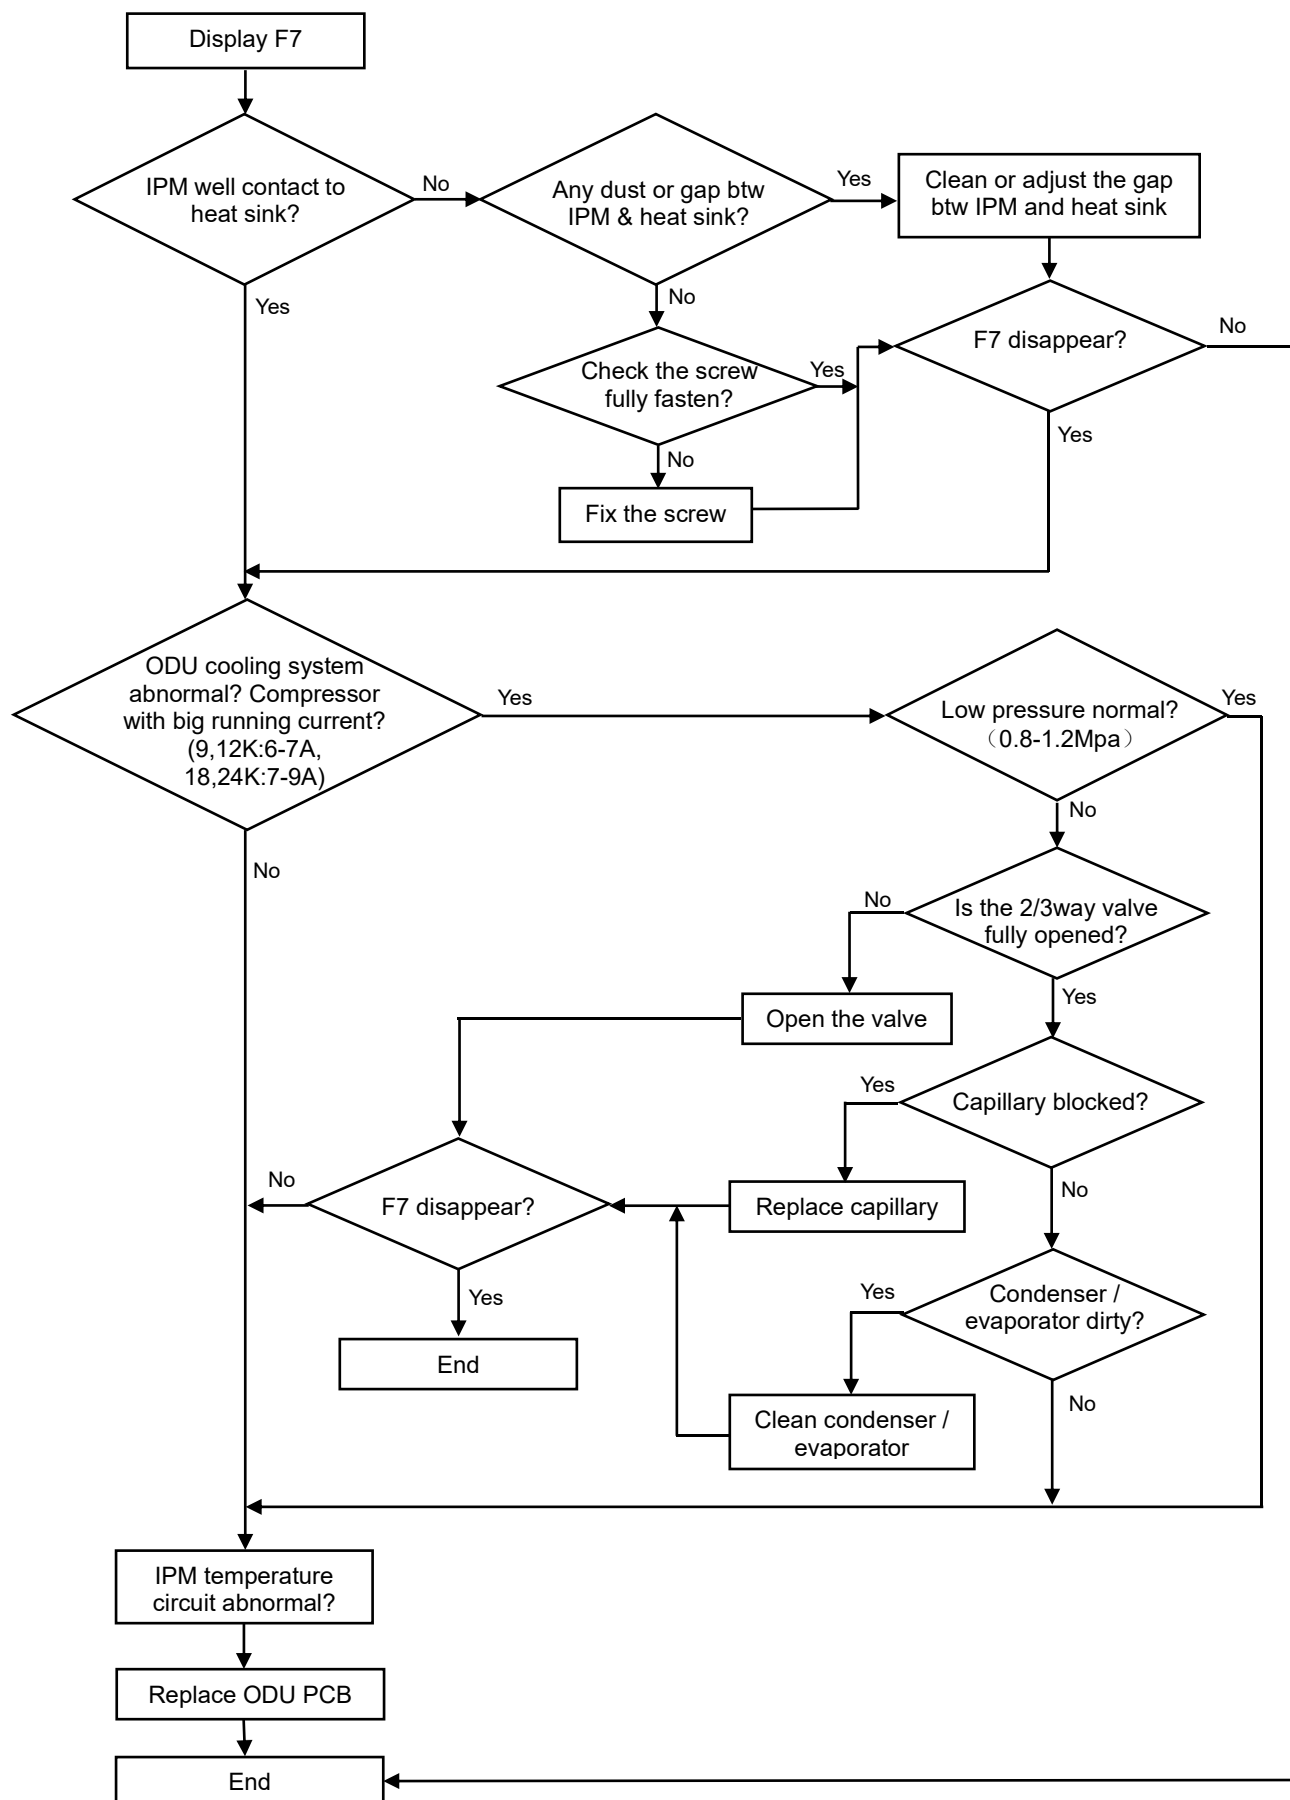 Display F7
IPM well contact to
heat sink?
No
Any dust or gap btw
IPM & heat sink?
Yes
Clean or adjust the gap
btw IPM and heat sink
Yes
No
F7 disappear?
No
Check the screw
fully fasten?
Yes
Yes
No
Fix the screw
ODU cooling system
abnormal? Compressor
with big running current?
(9,12K:6-7A,
18,24K:7-9A)
Yes
Low pressure normal?
（0.8-1.2Mpa）
Yes
No
No
Is the 2/3way valve
fully opened?
No
Yes
Open the valve
Capillary blocked?
Yes
No
Replace capillary
F7 disappear?
No
Yes
End
Condenser /
evaporator dirty?
Yes
No
Clean condenser /
evaporator
IPM temperature
circuit abnormal?
Replace ODU PCB
End